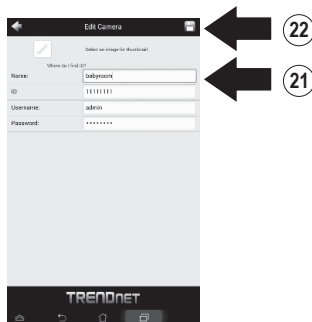 Edit Camera
22
Select an image for thumbnail
Where do I find ID?
Name: babyroom
21
ID 11111111
Username: admin
Password: ••••••••
TRENDnet